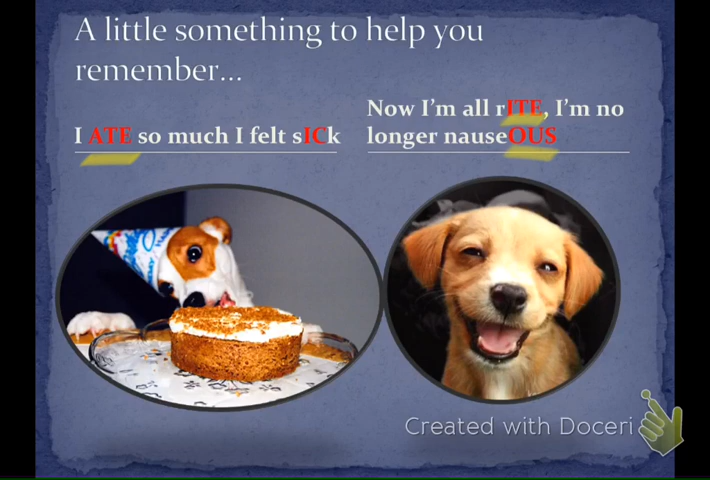 A little something to help you
remember...
I ATE so much I felt sICk
Now I'm all rITE, I'm no
longer nauseOUS
Created with Doceri